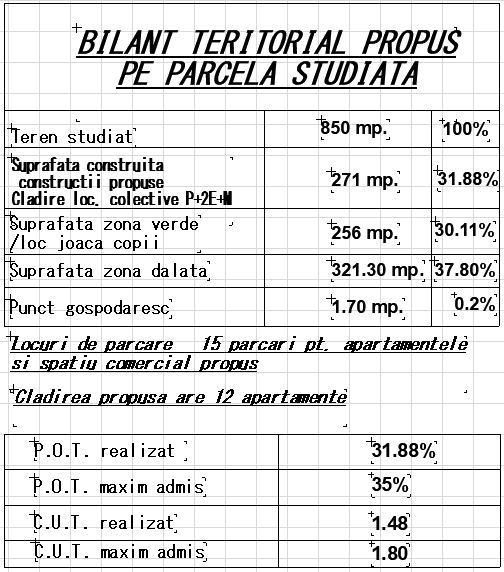 BILANT TERITORIAL PROPUS
PE PARCELA STUDIATA
Teren studiat 850 mp. 100%
Suprafata construita
constructii propuse
Cladire loc. colective P+2E+M 271 mp. 31.88%
Suprafata zona verde
/loc joaca copii 256 mp. 30.11%
Suprafata zona dalata 321.30 mp. 37.80%
Punct gospodaresc 1.70 mp. 0.2%
Locuri de parcare 15 parcari pt. apartamentele
si spatiu comercial propus
Cladirea propusa are 12 apartamente
P.O.T. realizat 31.88%
P.O.T. maxim admis 35%
C.U.T. realizat 1.48
C.U.T. maxim admis 1.80